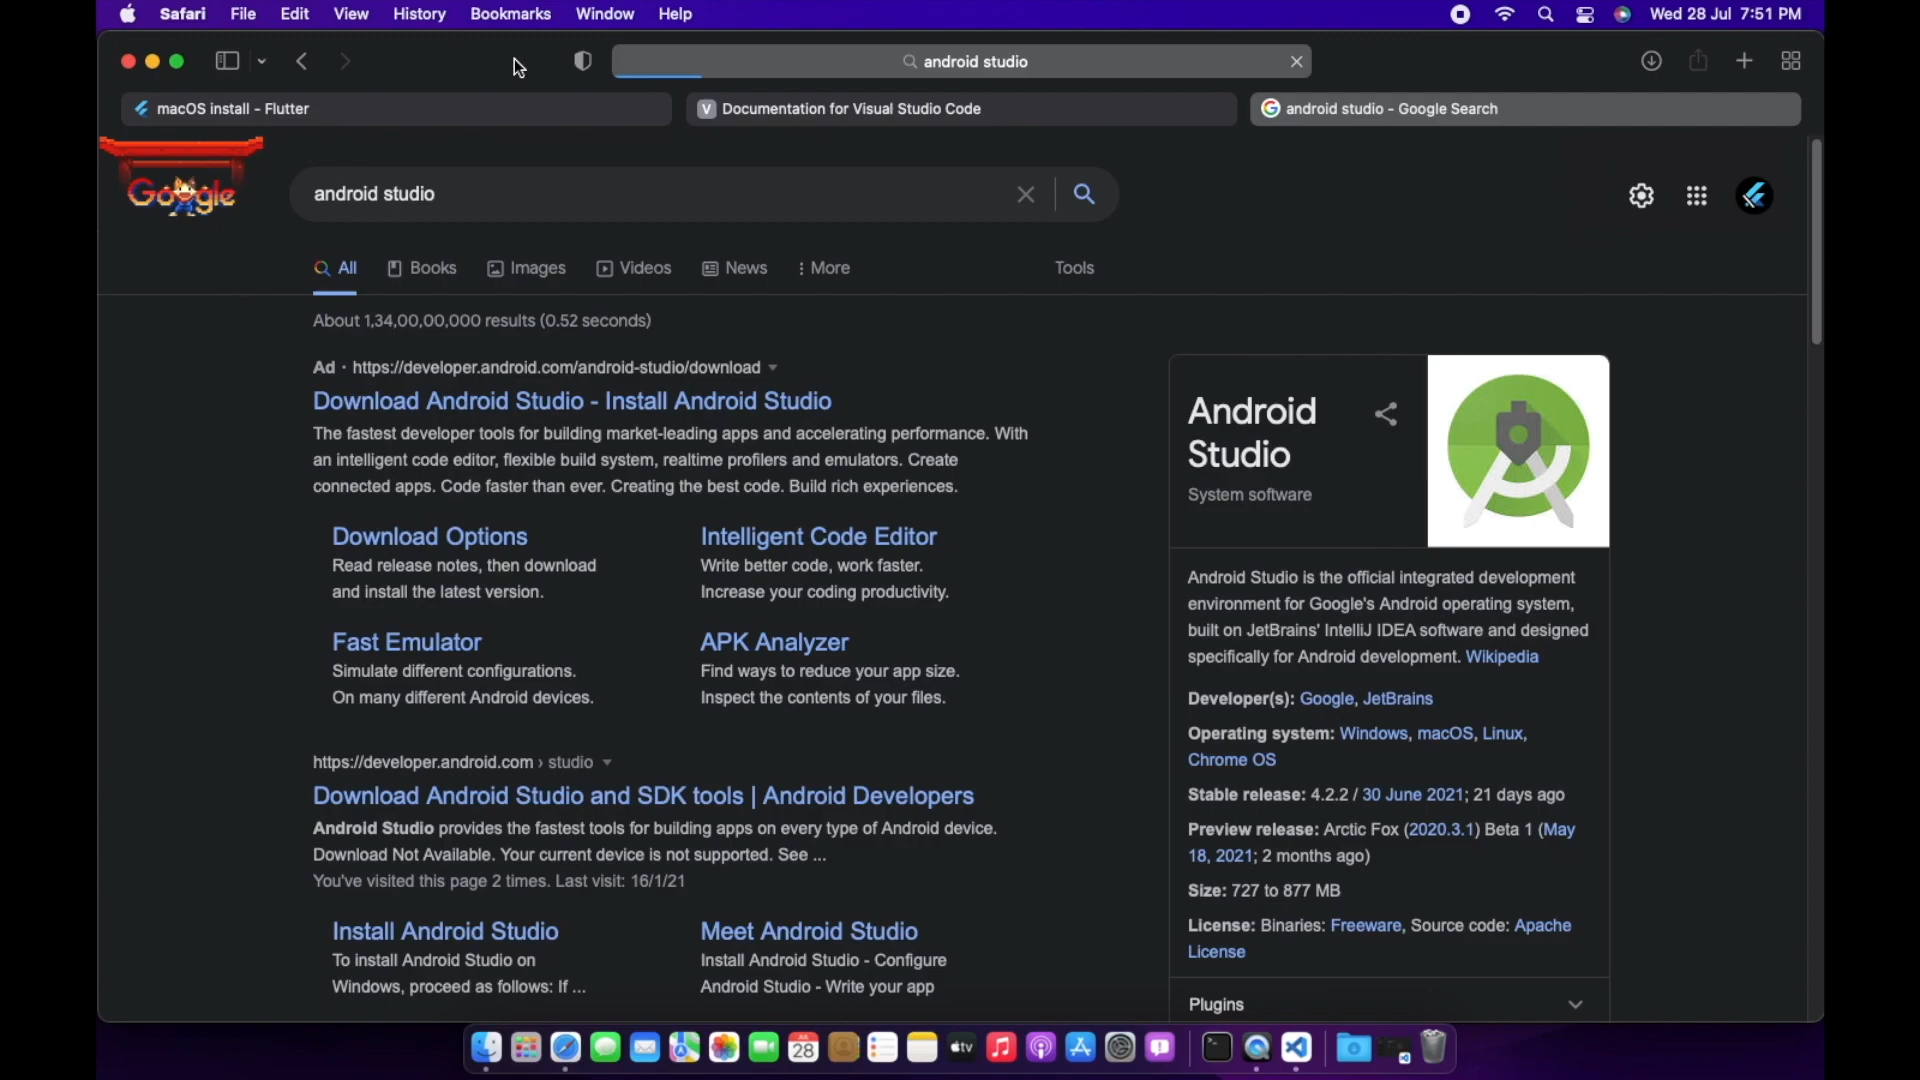 Safari File Edit View History Bookmarks Window Help Wed 28 Jul 7:51 PM
android studio
macOS install - Flutter
V Documentation for Visual Studio Code
G android studio - Google Search
Google
android studio
All Books Images Videos News More Tools
About 1,34,00,00,000 results (0.52 seconds)
Ad · https://developer.android.com/android-studio/download
Download Android Studio - Install Android Studio
The fastest developer tools for building market-leading apps and accelerating performance. With
an intelligent code editor, flexible build system, realtime profilers and emulators. Create
connected apps. Code faster than ever. Creating the best code. Build rich experiences.
Download Options
Read release notes, then download
and install the latest version.
Intelligent Code Editor
Write better code, work faster.
Increase your coding productivity.
Fast Emulator
Simulate different configurations.
On many different Android devices.
APK Analyzer
Find ways to reduce your app size.
Inspect the contents of your files.
https://developer.android.com › studio
Download Android Studio and SDK tools | Android Developers
Android Studio provides the fastest tools for building apps on every type of Android device.
Download Not Available. Your current device is not supported. See ...
You've visited this page 2 times. Last visit: 16/1/21
Install Android Studio
To install Android Studio on
Windows, proceed as follows: If ...
Meet Android Studio
Install Android Studio - Configure
Android Studio - Write your app
Android
Studio
System software
Android Studio is the official integrated development
environment for Google's Android operating system,
built on JetBrains' IntelliJ IDEA software and designed
specifically for Android development. Wikipedia
Developer(s): Google, JetBrains
Operating system: Windows, macOS, Linux,
Chrome OS
Stable release: 4.2.2 / 30 June 2021; 21 days ago
Preview release: Arctic Fox (2020.3.1) Beta 1 (May
18, 2021; 2 months ago)
Size: 727 to 877 MB
License: Binaries: Freeware, Source code: Apache
License
Plugins
28
tv